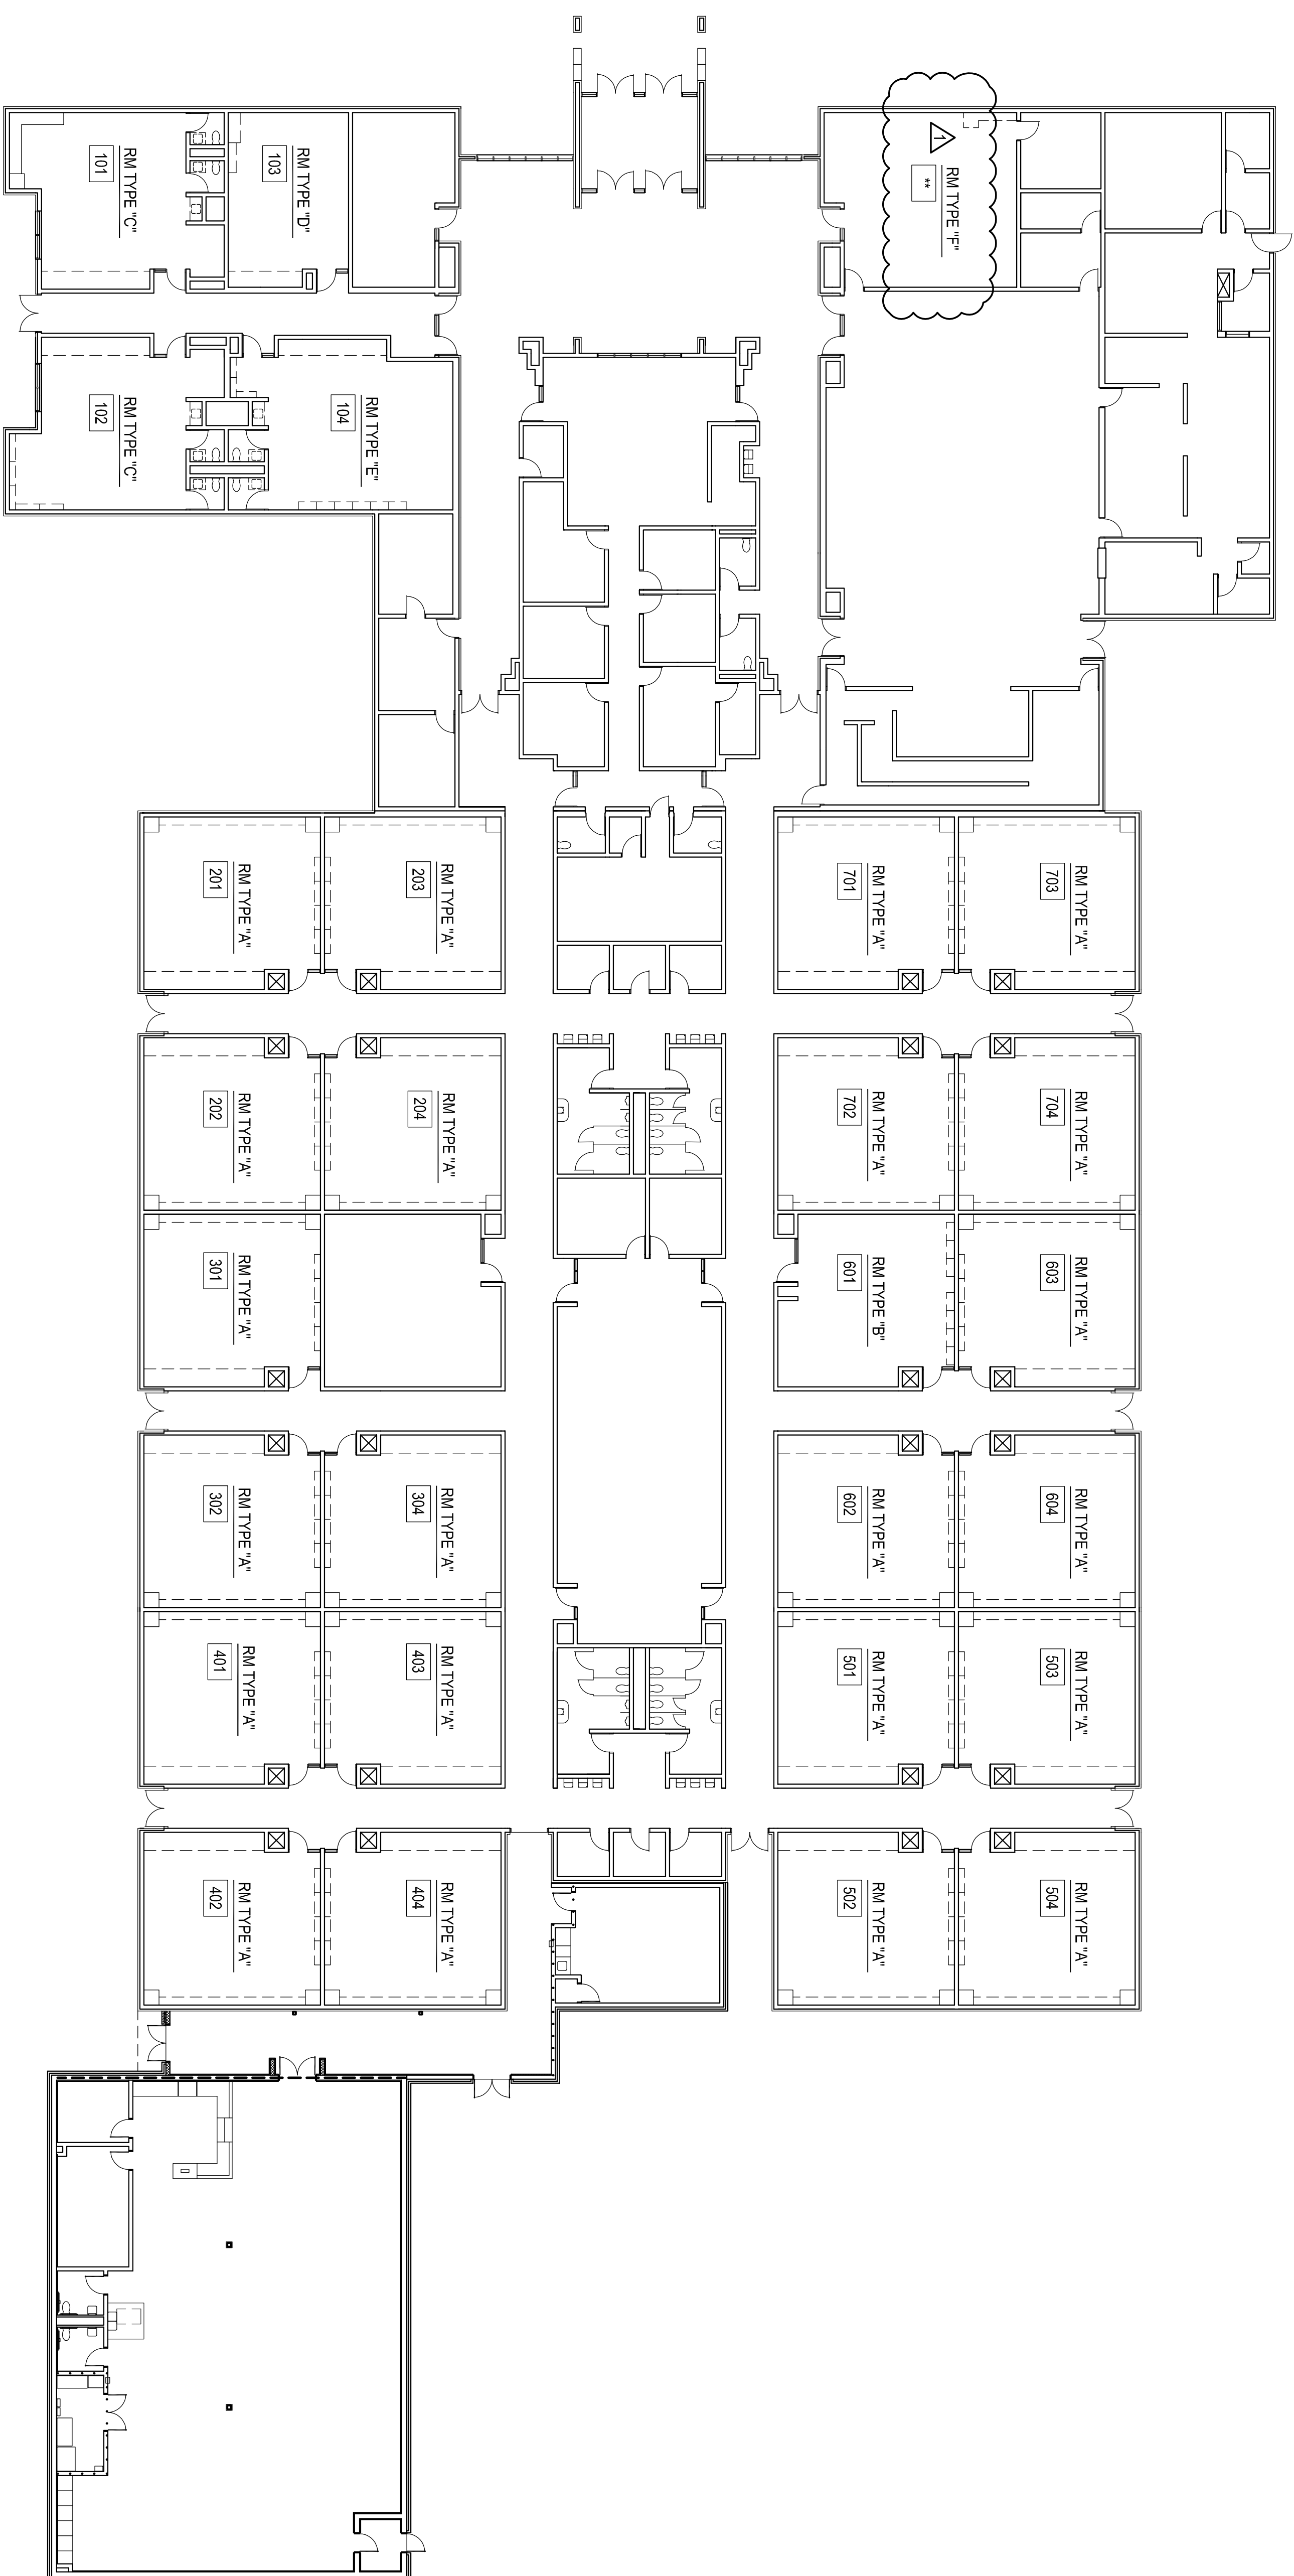 RM TYPE "C"
101
RM TYPE "D"
103
1
RM TYPE "F"
**
RM TYPE "C"
102
RM TYPE "E"
104
RM TYPE "A"
201
RM TYPE "A"
203
RM TYPE "A"
701
RM TYPE "A"
703
RM TYPE "A"
202
RM TYPE "A"
204
RM TYPE "A"
702
RM TYPE "A"
704
RM TYPE "A"
301
RM TYPE "B"
601
RM TYPE "A"
603
RM TYPE "A"
302
RM TYPE "A"
304
RM TYPE "A"
602
RM TYPE "A"
604
RM TYPE "A"
401
RM TYPE "A"
403
RM TYPE "A"
501
RM TYPE "A"
503
RM TYPE "A"
402
RM TYPE "A"
404
RM TYPE "A"
502
RM TYPE "A"
504